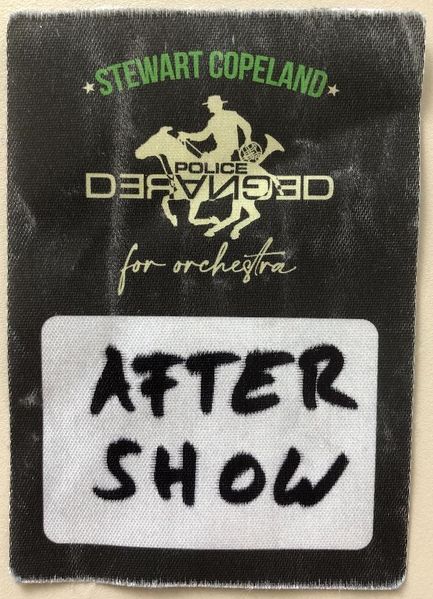 STEWART COPELAND
POLICE
DERANGED
for orchestra
AFTER
SHOW